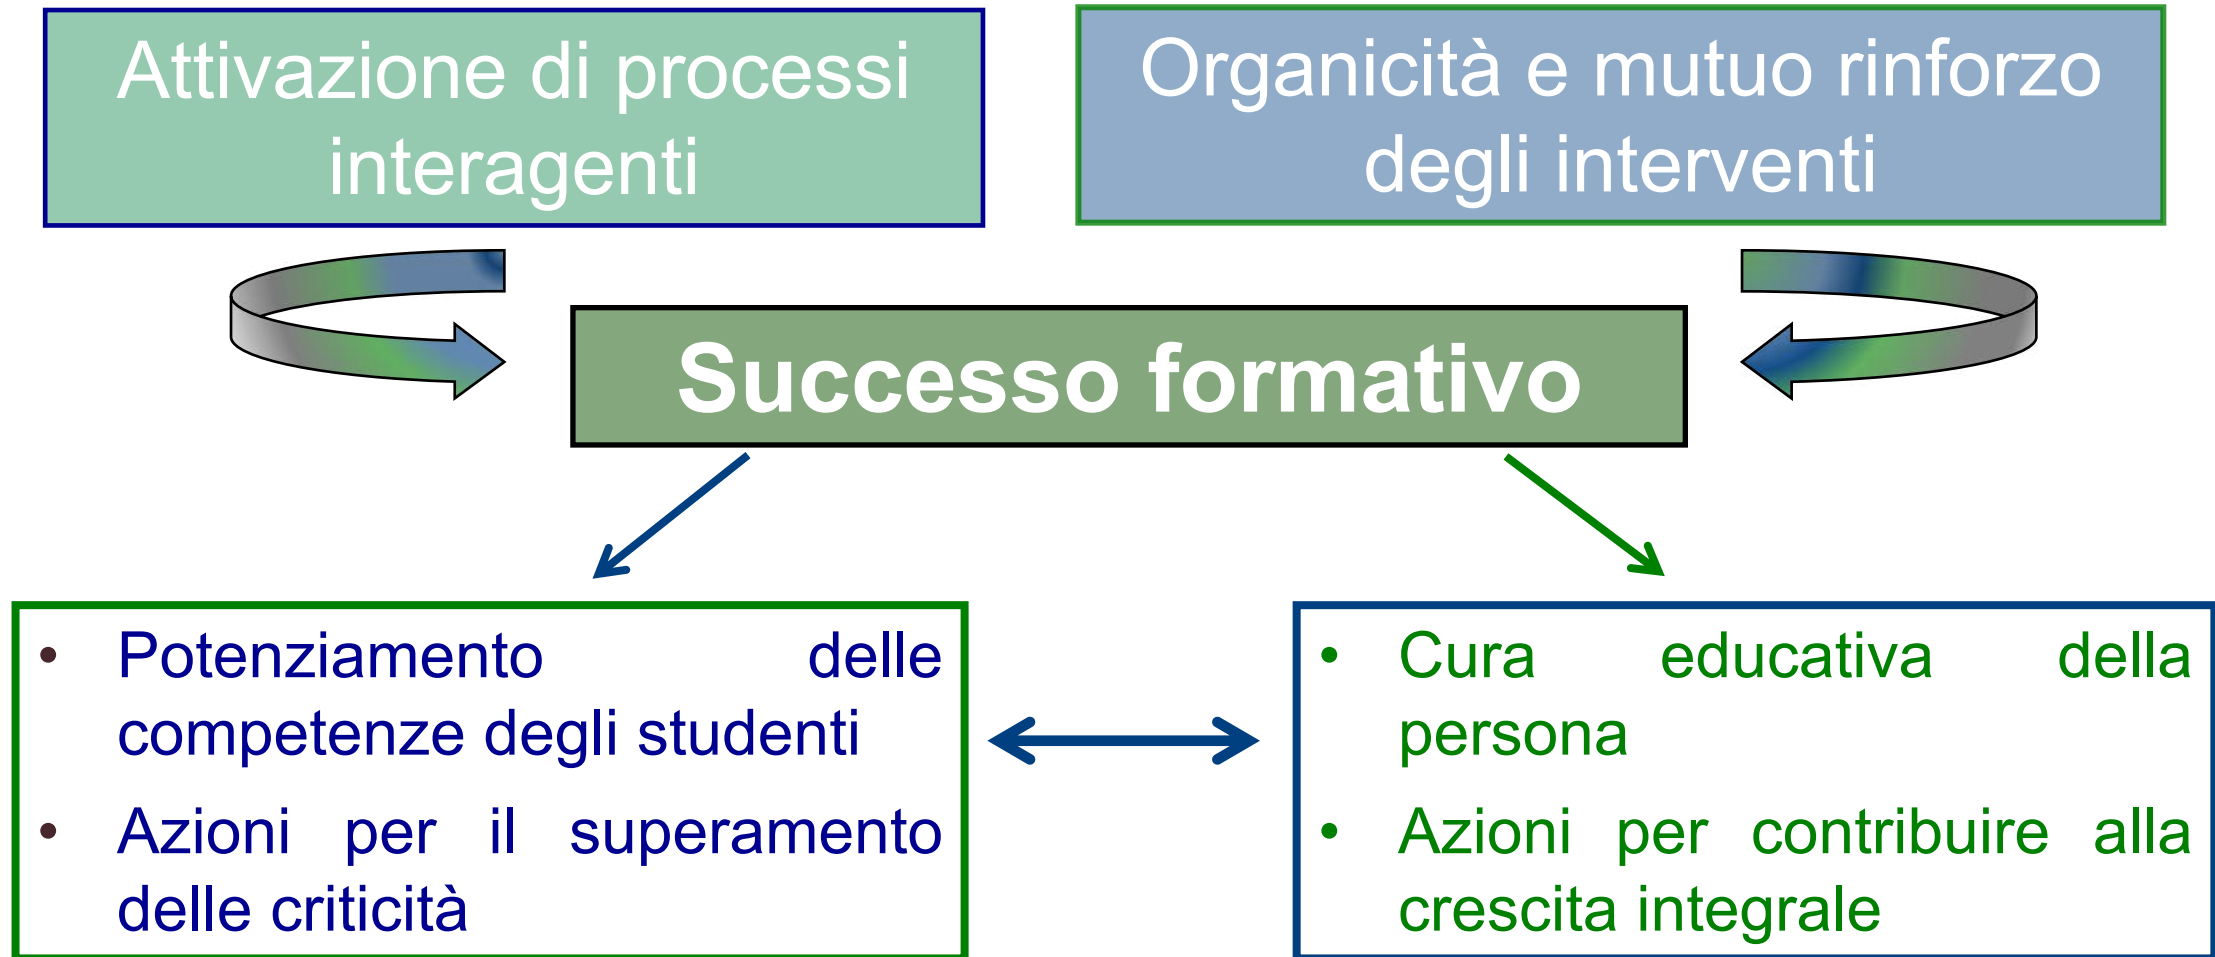 Attivazione di processi
interagenti
Organicità e mutuo rinforzo
degli interventi
Successo formativo
• Potenziamento delle
competenze degli studenti
• Azioni per il superamento
delle criticità
• Cura educativa della
persona
• Azioni per contribuire alla
crescita integrale